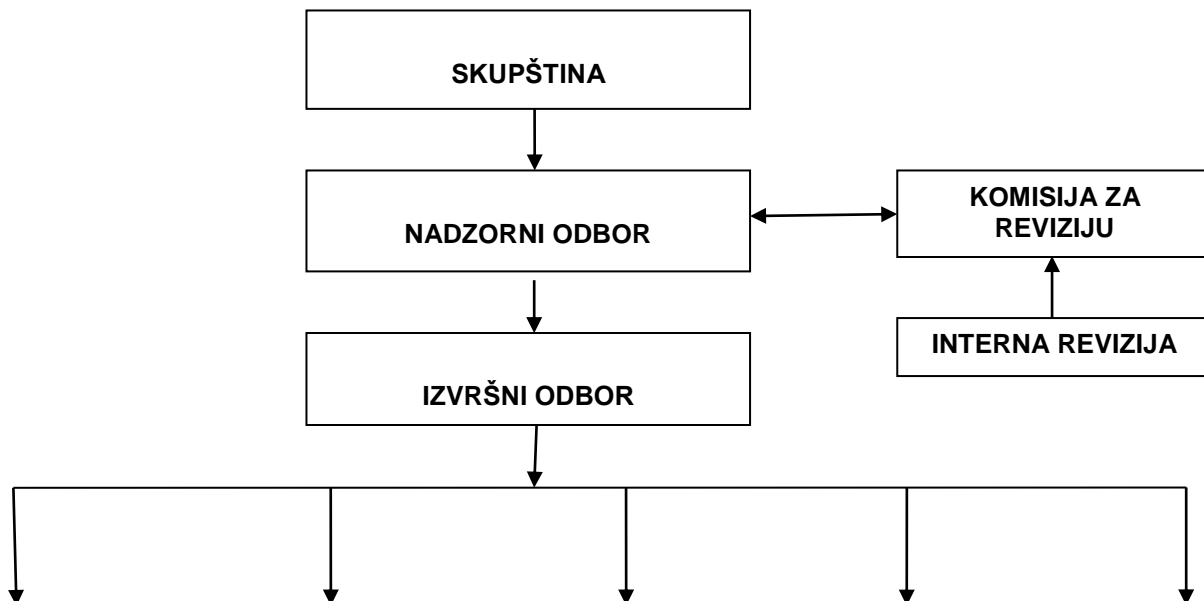 SKUPŠTINA
NADZORNI ODBOR
KOMISIJA ZA
REVIZIJU
INTERNA REVIZIJA
IZVRŠNI ODBOR